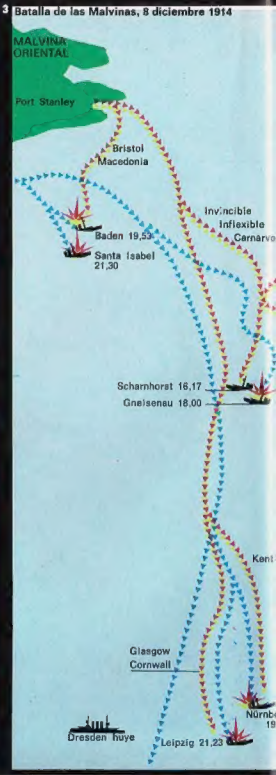 3 Batalla de las Malvinas, 8 diciembre 1914
MALVINA
ORIENTAL
Port Stanley
Bristol
Macedonia
Invincible
Inflexible
Carnarvo
Baden 19,53
Santa Isabel
21,30
Scharnhorst 16,17
Gneisenau 18,00
Kent
Glasgow
Cornwall
Nürnbe
19
Dresden huye
Leipzig 21,23